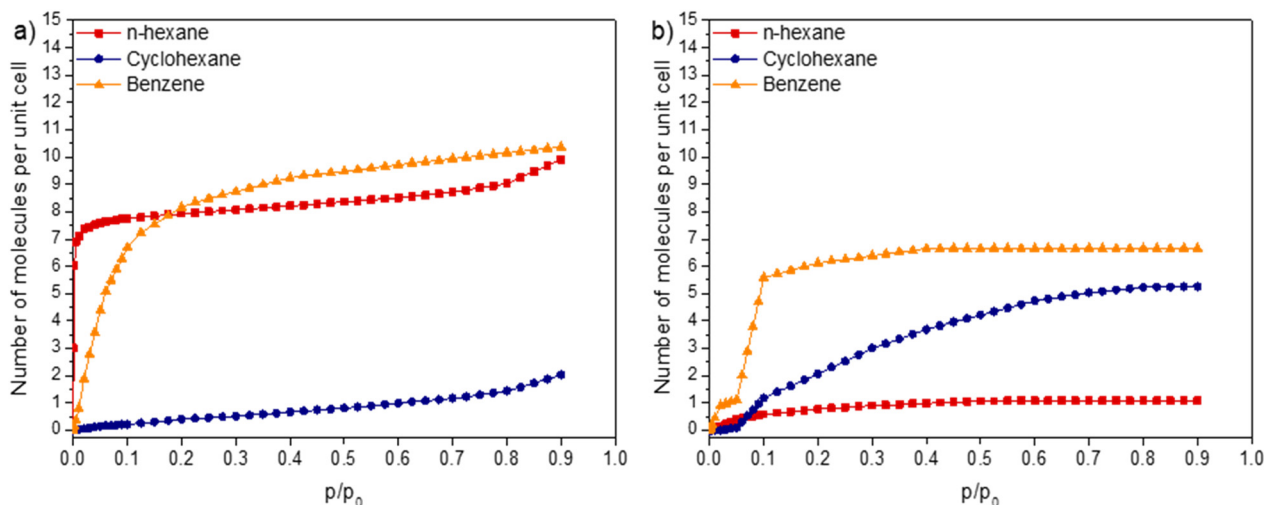 a)
n-hexane
Cyclohexane
Benzene
Number of molecules per unit cell
15
14
13
12
11
10
9
8
7
6
5
4
3
2
1
0
0.0 0.1 0.2 0.3 0.4 0.5 0.6 0.7 0.8 0.9 1.0
p/p0
b)
n-hexane
Cyclohexane
Benzene
Number of molecules per unit cell
15
14
13
12
11
10
9
8
7
6
5
4
3
2
1
0
0.0 0.1 0.2 0.3 0.4 0.5 0.6 0.7 0.8 0.9 1.0
p/p0